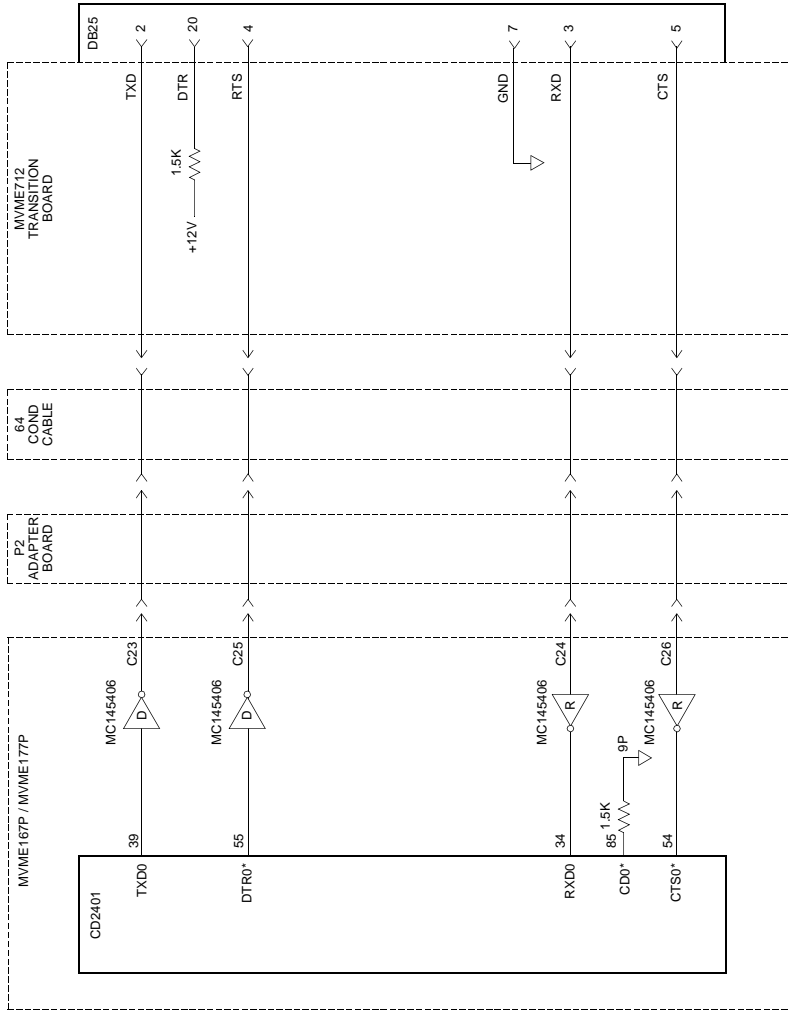 MVME167P / MVME177P
P2
ADAPTER
BOARD
64
COND
CABLE
MVME712
TRANSITION
BOARD
CD2401
DB25
TXD0
39
MC145406
D
C23
TXD
2
+12V
1.5K
DTR
20
DTR0*
55
MC145406
D
C25
RTS
4
GND
7
RXD0
34
MC145406
R
C24
RXD
3
CD0*
85
1.5K
9P
CTS0*
54
MC145406
R
C26
CTS
5